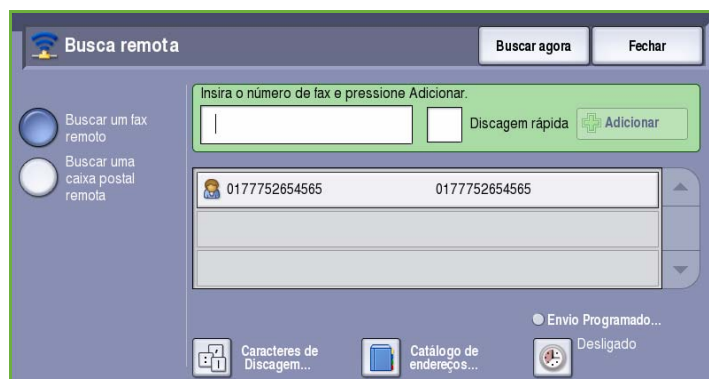 Busca remota
Buscar agora
Fechar
Insira o número de fax e pressione Adicionar.
Discagem rápida
Adicionar
Buscar um fax
remoto
Buscar uma
caixa postal
remota
0177752654565 0177752654565
Envio Programado...
Desligado
Caracteres de
Discagem...
Catálogo de
endereços...